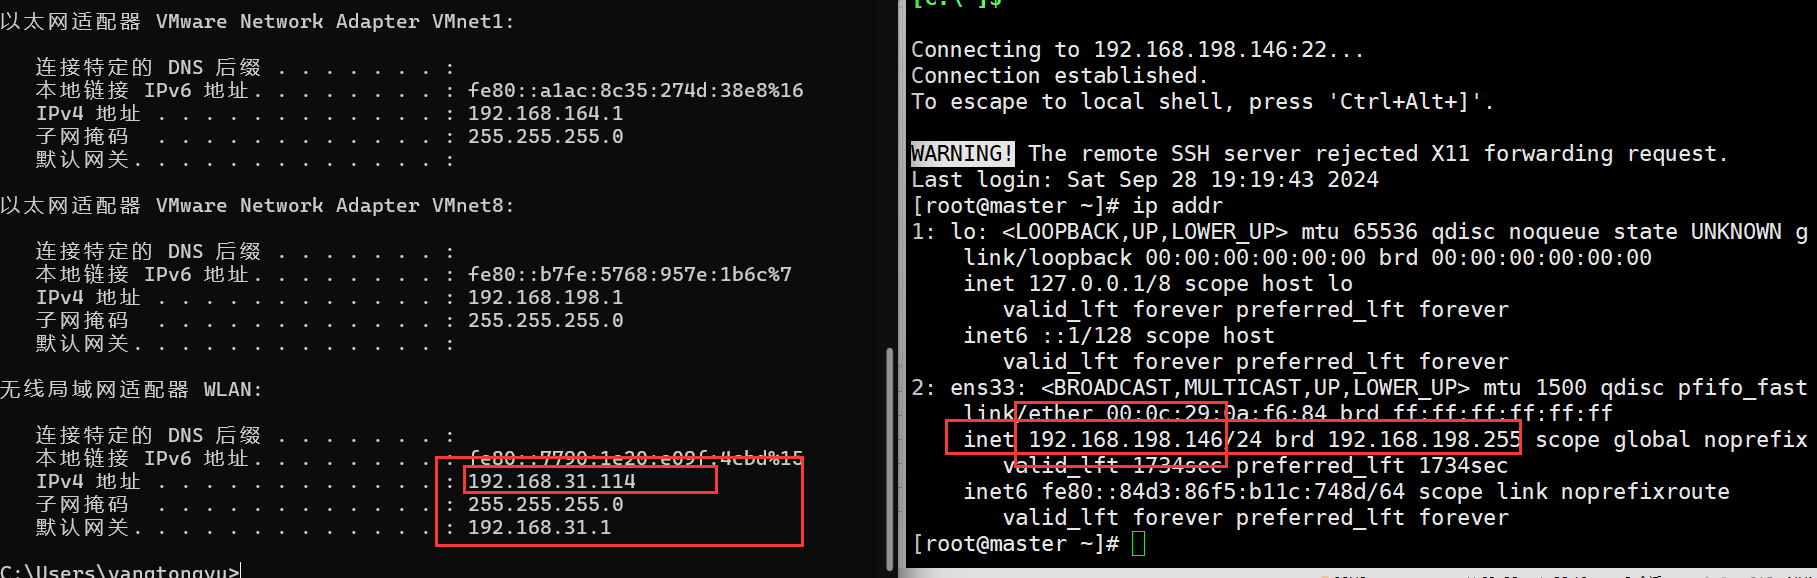 以太网适配器 VMware Network Adapter VMnet1:
连接特定的 DNS 后缀 . . . . . . . :
本地链接 IPv6 地址. . . . . . . . : fe80::a1ac:8c35:274d:38e8%16
IPv4 地址 . . . . . . . . . . . . : 192.168.164.1
子网掩码  . . . . . . . . . . . . : 255.255.255.0
默认网关. . . . . . . . . . . . . :
以太网适配器 VMware Network Adapter VMnet8:
连接特定的 DNS 后缀 . . . . . . . :
本地链接 IPv6 地址. . . . . . . . : fe80::b7fe:5768:957e:1b6c%7
IPv4 地址 . . . . . . . . . . . . : 192.168.198.1
子网掩码  . . . . . . . . . . . . : 255.255.255.0
默认网关. . . . . . . . . . . . . :
无线局域网适配器 WLAN:
连接特定的 DNS 后缀 . . . . . . . :
本地链接 IPv6 地址. . . . . . . . : fe80::7790:1e20:e09f:4cbd%15
IPv4 地址 . . . . . . . . . . . . : 192.168.31.114
子网掩码  . . . . . . . . . . . . : 255.255.255.0
默认网关. . . . . . . . . . . . . : 192.168.31.1
C:\Users\yangtongyu>
[C:\~]$
Connecting to 192.168.198.146:22...
Connection established.
To escape to local shell, press 'Ctrl+Alt+]'.
WARNING! The remote SSH server rejected X11 forwarding request.
Last login: Sat Sep 28 19:19:43 2024
[root@master ~]# ip addr
1: lo: <LOOPBACK,UP,LOWER_UP> mtu 65536 qdisc noqueue state UNKNOWN g
link/loopback 00:00:00:00:00:00 brd 00:00:00:00:00:00
inet 127.0.0.1/8 scope host lo
valid_lft forever preferred_lft forever
inet6 ::1/128 scope host
valid_lft forever preferred_lft forever
2: ens33: <BROADCAST,MULTICAST,UP,LOWER_UP> mtu 1500 qdisc pfifo_fast
link/ether 00:0c:29:0a:f6:84 brd ff:ff:ff:ff:ff:ff
inet 192.168.198.146/24 brd 192.168.198.255 scope global noprefix
valid_lft 1734sec preferred_lft 1734sec
inet6 fe80::84d3:86f5:b11c:748d/64 scope link noprefixroute
valid_lft forever preferred_lft forever
[root@master ~]#